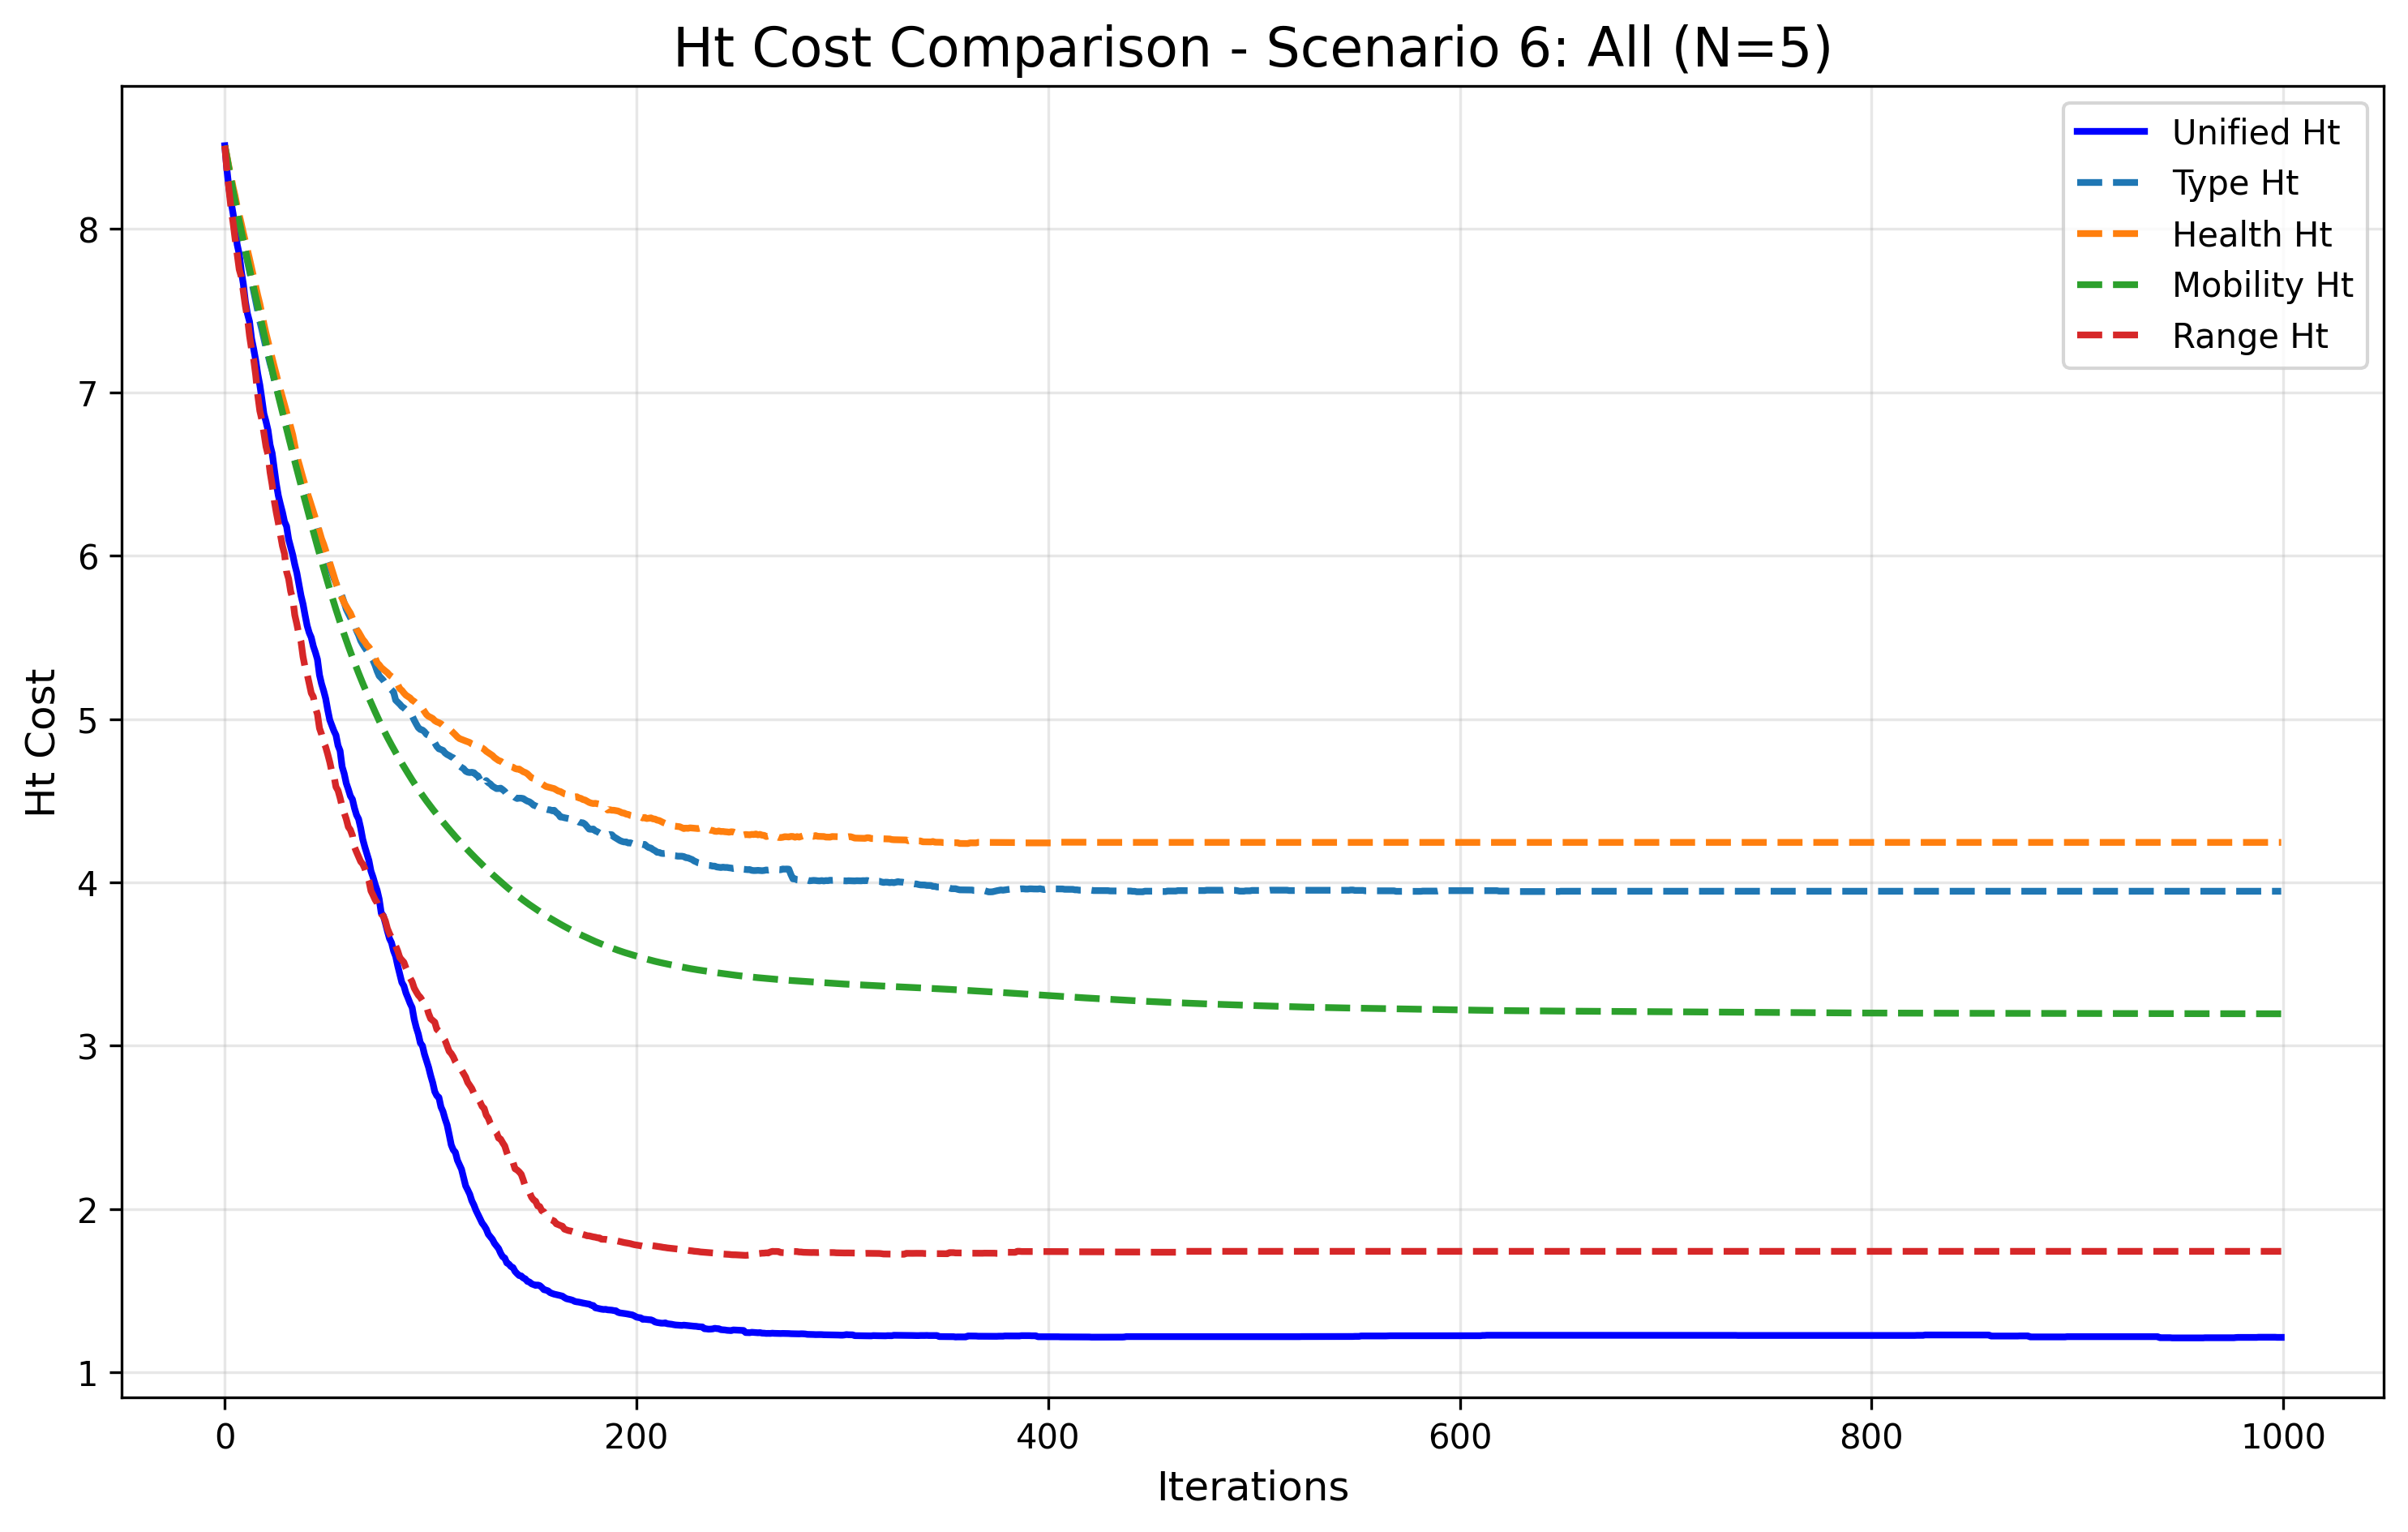 Ht Cost Comparison - Scenario 6: All (N=5)
Unified Ht
Type Ht
Health Ht
Mobility Ht
Range Ht
8
7
6
5
4
3
2
1
Ht Cost
0 200 400 600 800 1000
Iterations